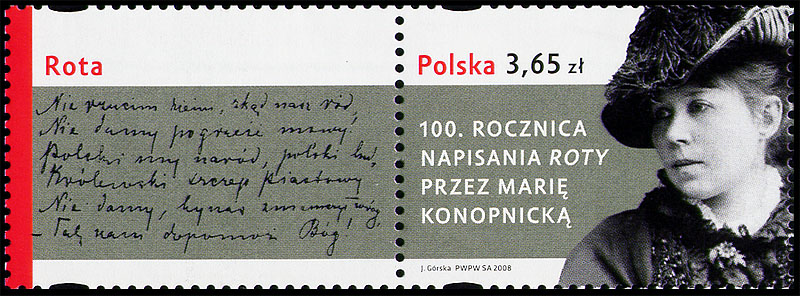 Rota
Nie rzucim ziemi, skąd nasz ród,
Nie damy pogrześć mowy!
Polski my naród, polski lud,
Królewski szczep Piastowy
Nie damy, by nas zniemczył wróg,
– Tak nam dopomóż Bóg!
Polska 3,65 zł
100. ROCZNICA
NAPISANIA ROTY
PRZEZ MARIĘ
KONOPNICKĄ
J. Górska PWPW SA 2008